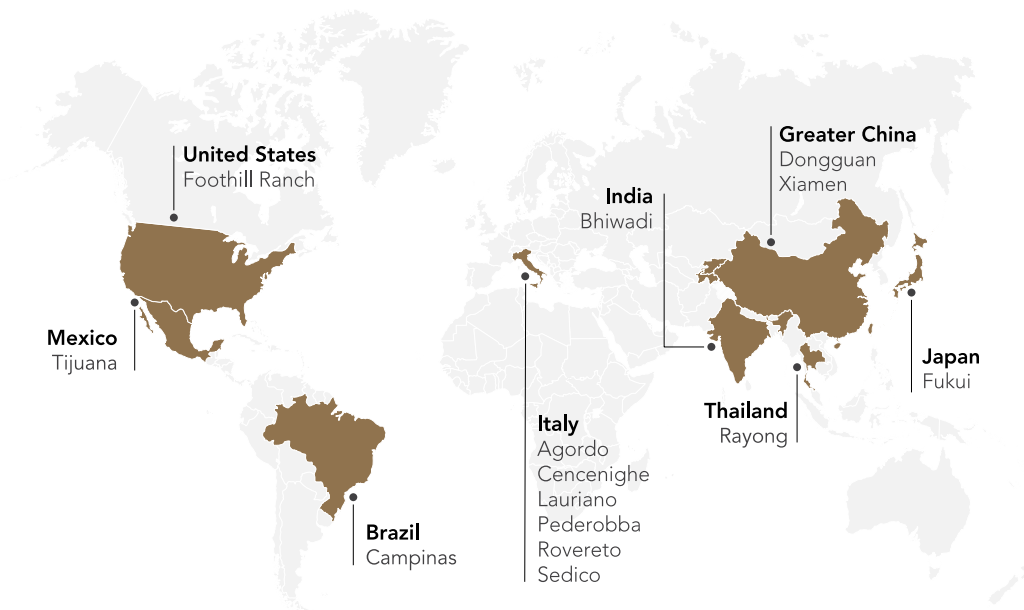 United States
Foothill Ranch
Greater China
Dongguan
Xiamen
India
Bhiwadi
Mexico
Tijuana
Japan
Fukui
Thailand
Rayong
Italy
Agordo
Cencenighe
Lauriano
Pederobba
Rovereto
Sedico
Brazil
Campinas